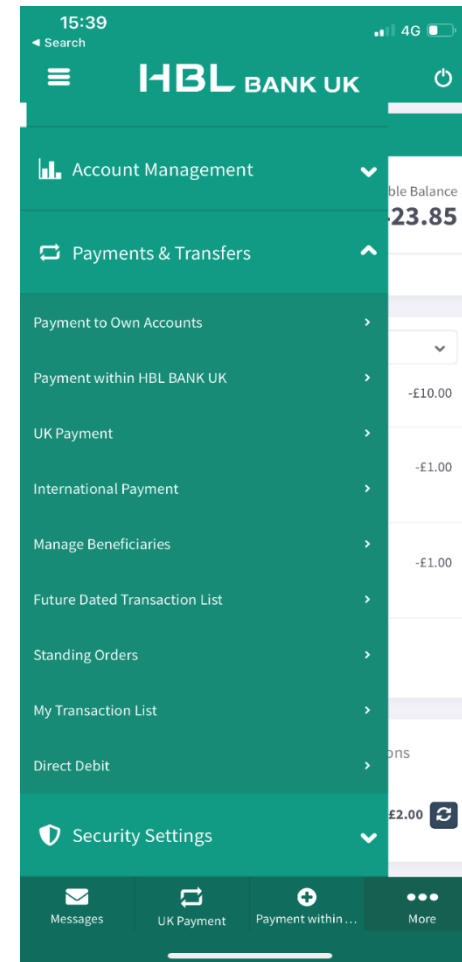 15:39
4G
◄ Search
HBL BANK UK
Account Management
ble Balance
23.85
Payments & Transfers
Payment to Own Accounts
Payment within HBL BANK UK
-£10.00
UK Payment
-£1.00
International Payment
Manage Beneficiaries
-£1.00
Future Dated Transaction List
Standing Orders
My Transaction List
ons
Direct Debit
£2.00
Security Settings
Messages
UK Payment
Payment within...
More